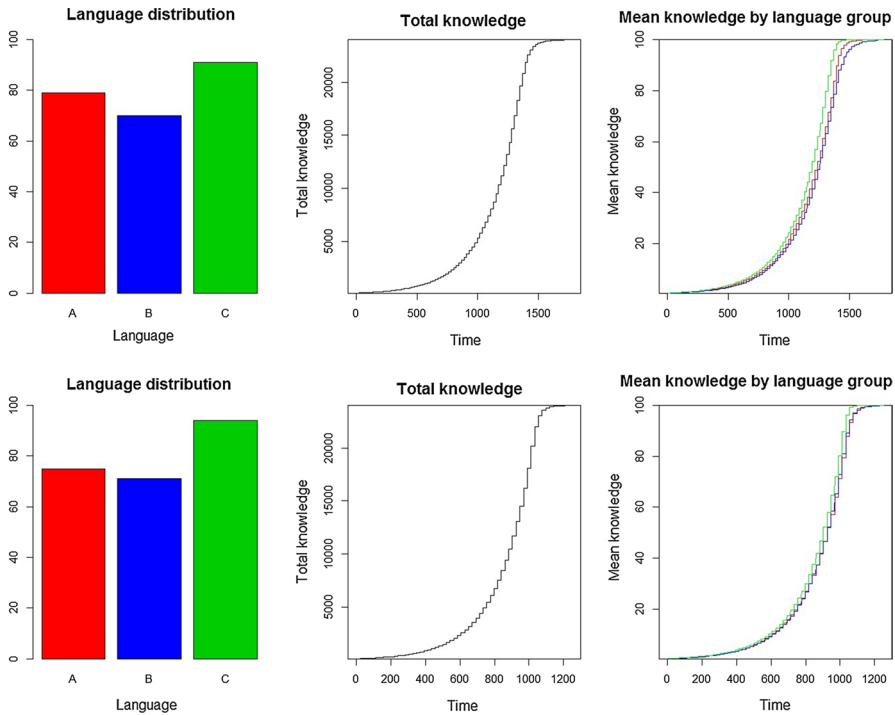 Language distribution
Total knowledge
Mean knowledge by language group
100
80
60
40
20
0
A B C
Language
Total knowledge
20000
15000
10000
5000
0 500 1000 1500
Time
Mean knowledge
100
80
60
40
20
0 500 1000 1500
Time
Language distribution
Total knowledge
Mean knowledge by language group
100
80
60
40
20
0
A B C
Language
Total knowledge
20000
15000
10000
5000
0 200 400 600 800 1000 1200
Time
Mean knowledge
100
80
60
40
20
0 200 400 600 800 1000 1200
Time